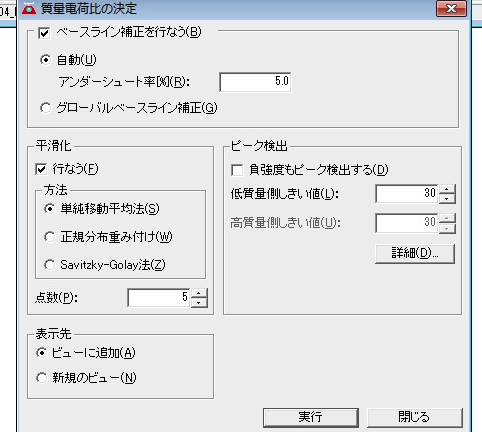 04_
質量電荷比の決定
ベースライン補正を行なう(B)
自動(U)
アンダーシュート率[%](R): 5.0
グローバルベースライン補正(G)
平滑化
行なう(F)
方法
単純移動平均法(S)
正規分布重み付け(W)
Savitzky-Golay法(Z)
点数(P): 5
ピーク検出
負強度もピーク検出する(D)
低質量側しきい値(L): 30
高質量側しきい値(U): 30
詳細(D)...
表示先
ビューに追加(A)
新規のビュー(N)
実行 閉じる